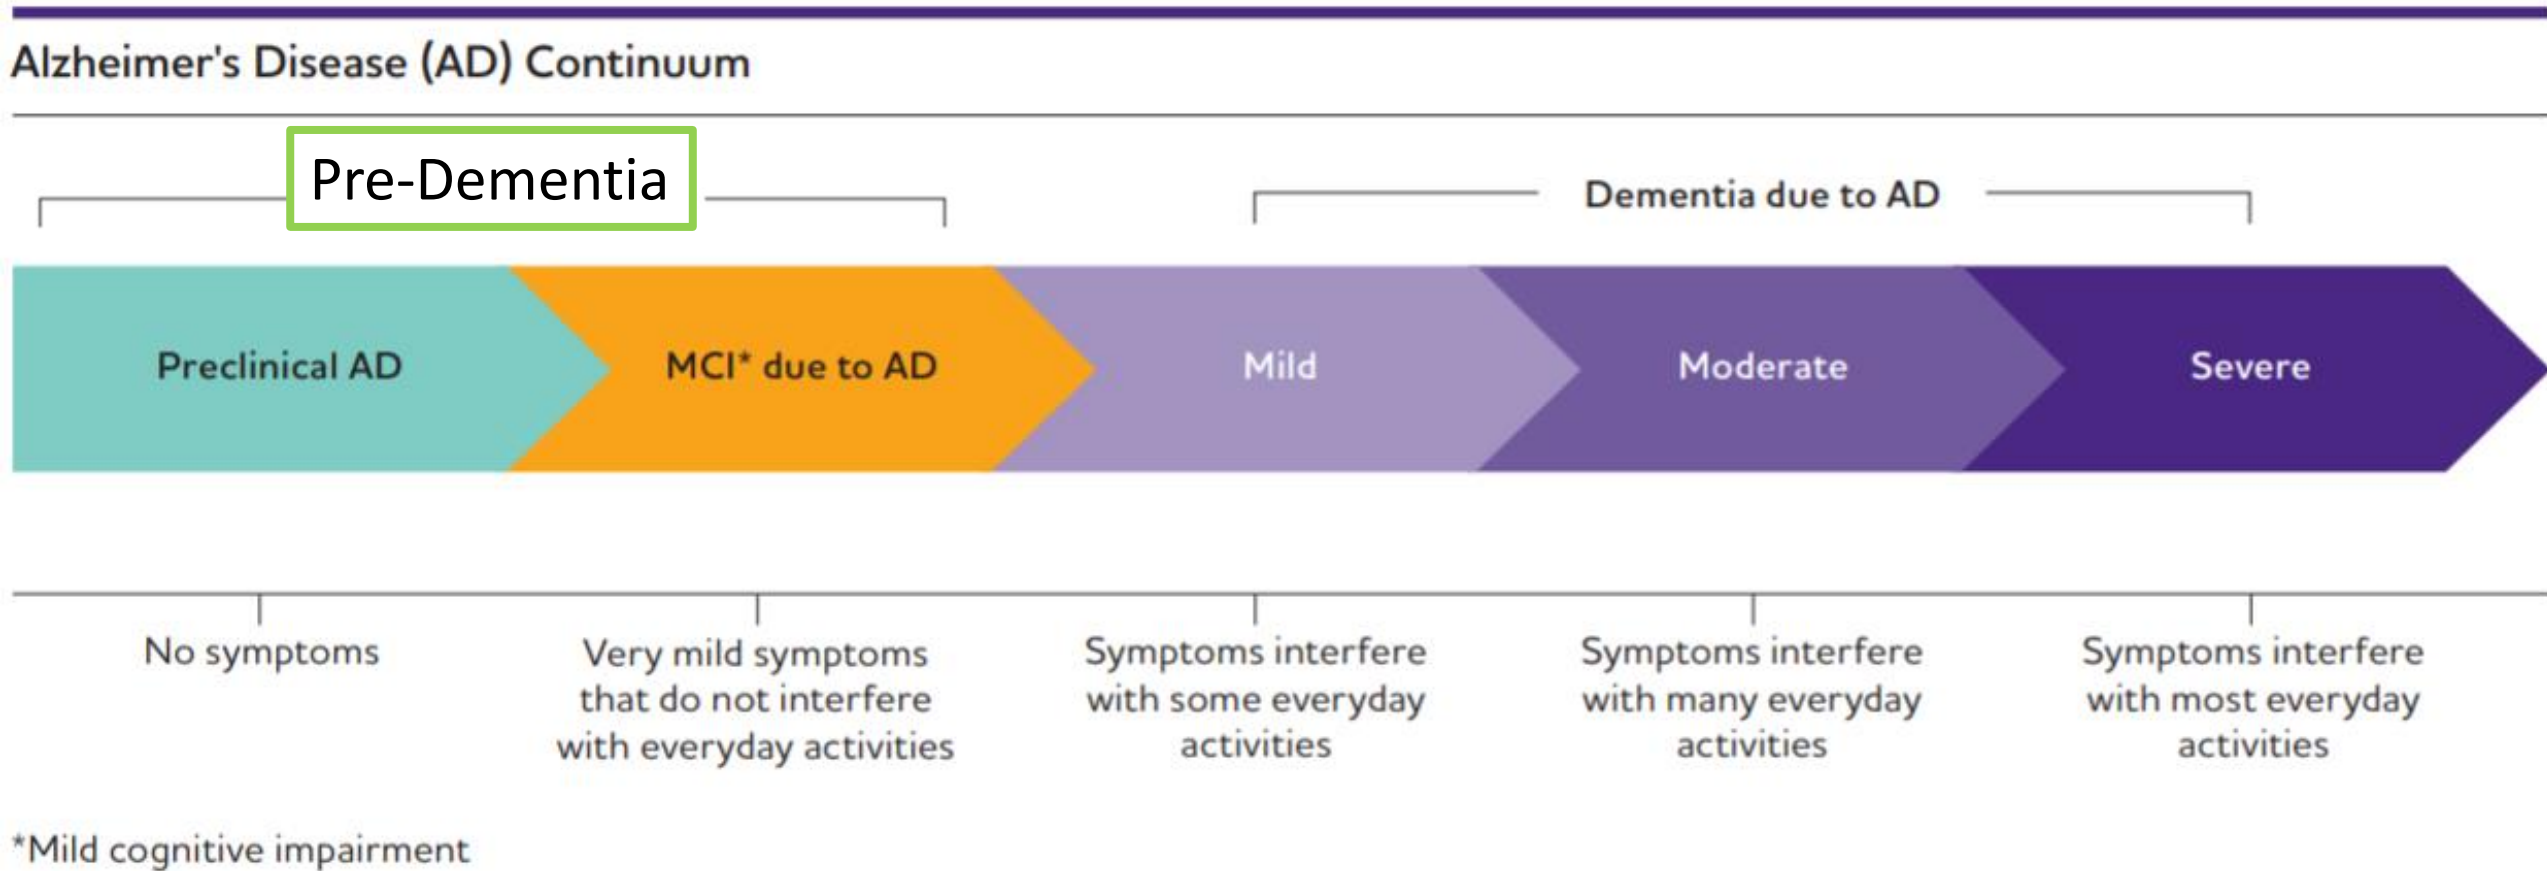 Alzheimer's Disease (AD) Continuum
Pre-Dementia
Dementia due to AD
Preclinical AD
MCI* due to AD
Mild
Moderate
Severe
No symptoms
Very mild symptoms
that do not interfere
with everyday activities
Symptoms interfere
with some everyday
activities
Symptoms interfere
with many everyday
activities
Symptoms interfere
with most everyday
activities
*Mild cognitive impairment